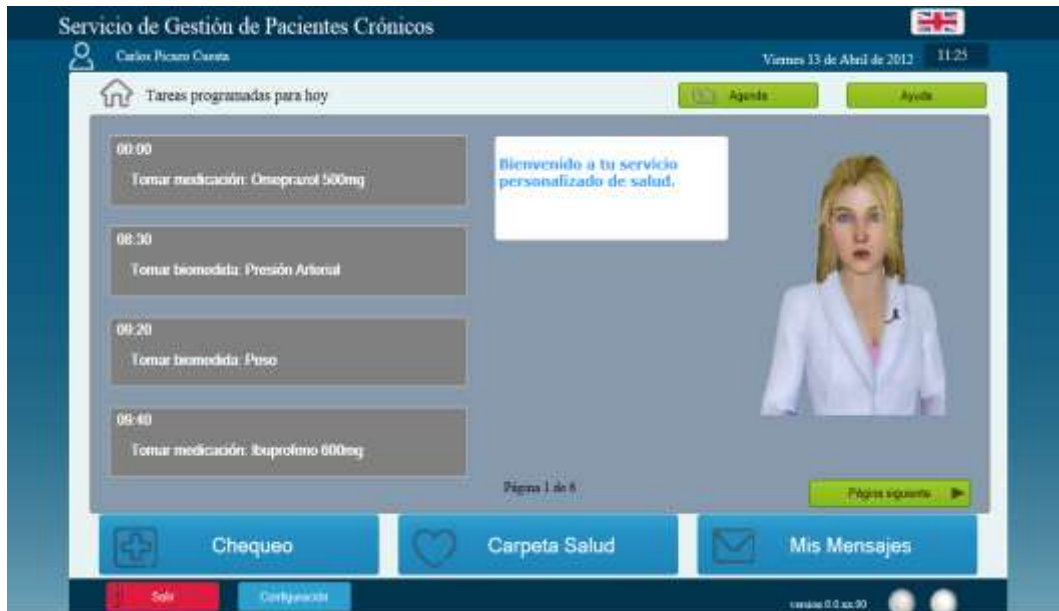 Servicio de Gestión de Pacientes Crónicos
Carlos Picazo Cuesta
Viernes 13 de Abril de 2012 11:25
Tareas programadas para hoy
Agenda
Ayuda
00:00
Tomar medicación: Omeprazol 500mg
08:30
Tomar biomedida: Presión Arterial
09:20
Tomar biomedida: Peso
09:40
Tomar medicación: Ibuprofeno 600mg
Bienvenido a tu servicio
personalizado de salud.
Página 1 de
Página siguiente
Chequeo
Carpeta Salud
Mis Mensajes
Salir
Configuración
version